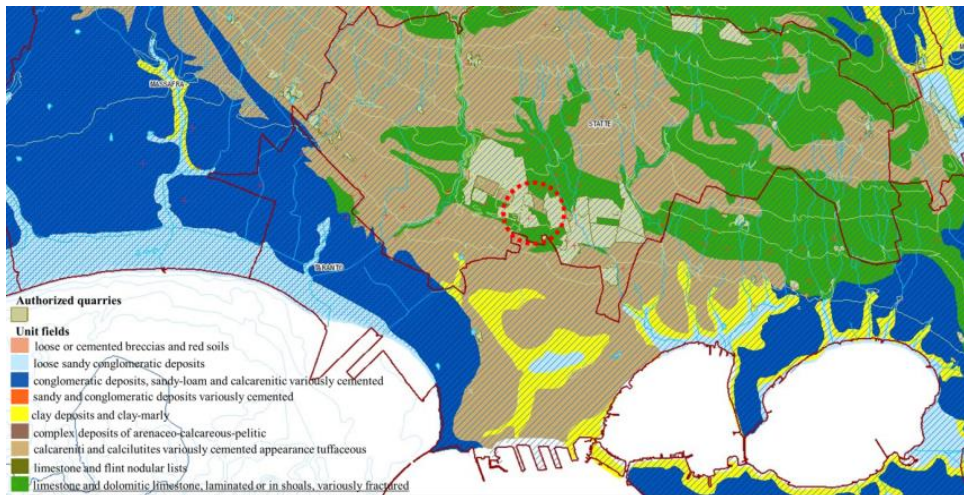 MASSAFRA
STATTE
TARANTO
Authorized quarries
Unit fields
loose or cemented breccias and red soils
loose sandy conglomeratic deposits
conglomeratic deposits, sandy-loam and calcarenitic variously cemented
sandy and conglomeratic deposits variously cemented
clay deposits and clay-marly
complex deposits of arenaceo-calcareous-pelitic
calcareniti and calcilutites variously cemented appearance tuffaceous
limestone and flint nodular lists
limestone and dolomitic limestone, laminated or in shoals, variously fractured